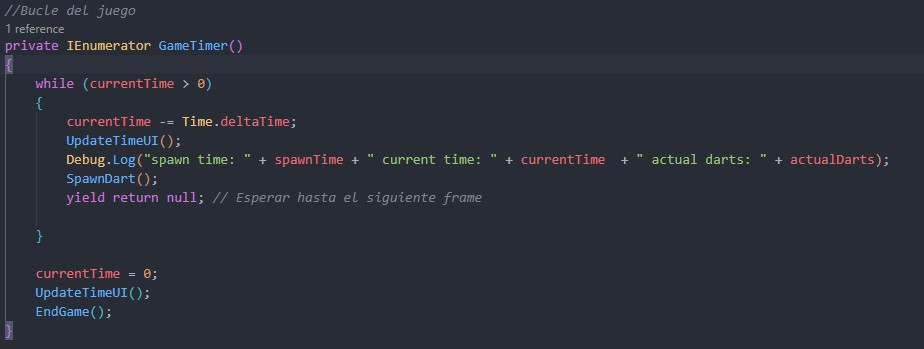 //Bucle del juego
1 reference
private IEnumerator GameTimer()
{
    while (currentTime > 0)
    {
        currentTime -= Time.deltaTime;
        UpdateTimeUI();
        Debug.Log("spawn time: " + spawnTime + " current time: " + currentTime  + " actual darts: " + actualDarts);
        SpawnDart();
        yield return null; // Esperar hasta el siguiente frame

    }

    currentTime = 0;
    UpdateTimeUI();
    EndGame();
}